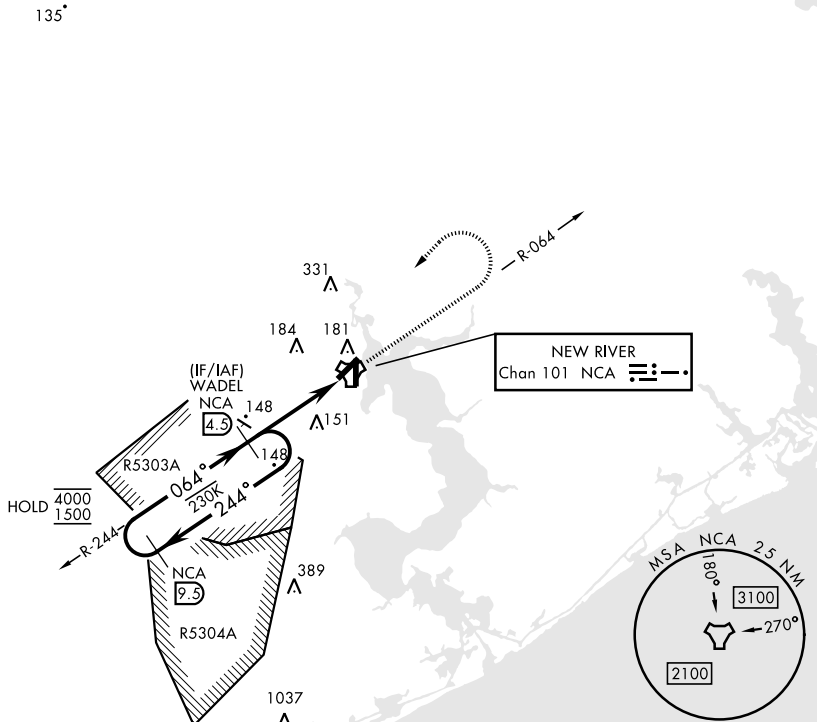 135°
R-064
331
184
181
NEW RIVER
Chan 101 NCA
(IF/IAF)
WADEL
NCA
4.5
148
151
148
R5303A
064°
230K
244°
HOLD 4000
1500
R-244
NCA
9.5
389
R5304A
1037
MSA NCA 25 NM
180°
3100
270°
2100